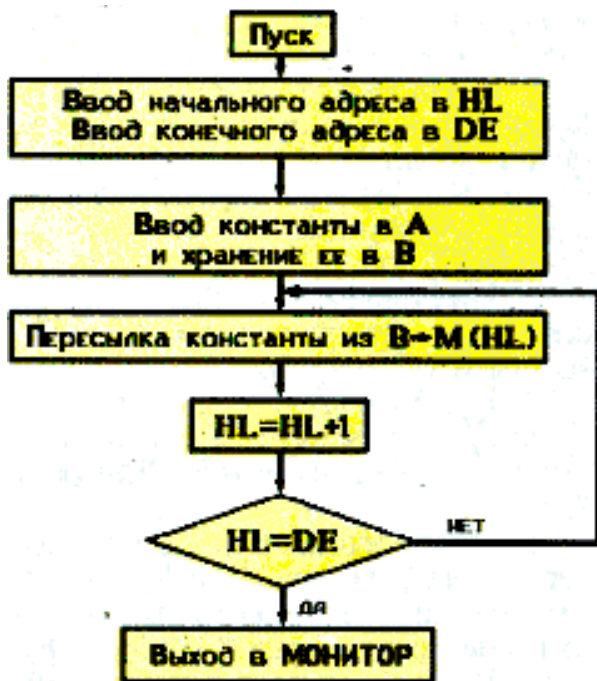 Пуск
Ввод начального адреса в HL
Ввод конечного адреса в DE
Ввод константы в A
и хранение ее в B
Пересылка константы из B→M(HL)
HL=HL+1
HL=DE
НЕТ
ДА
Выход в МОНИТОР